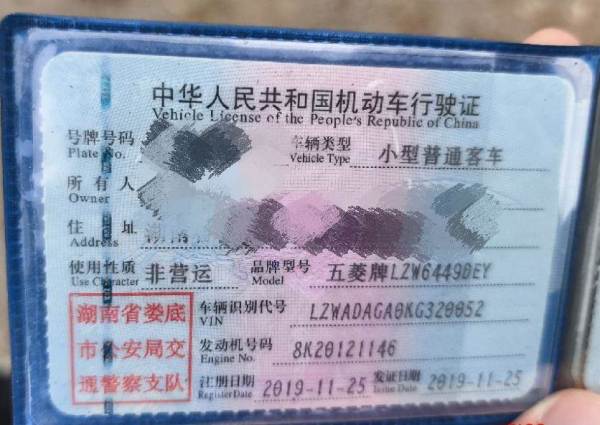 中华人民共和国机动车行驶证
Vehicle License of the People's Republic of China
号牌号码
Plate No.
车辆类型
Vehicle Type
小型普通客车
所有人
Owner
住址
Address
湖南
使用性质
Use Character
非营运
品牌型号
Model
五菱牌LZW6449DEY
湖南省娄底
市公安局交
通警察支队
车辆识别代号
VIN
LZWADAGA0KG320052
发动机号码
Engine No.
8K20121146
注册日期
Register Date
2019-11-25
发证日期
Issue Date
2019-11-25